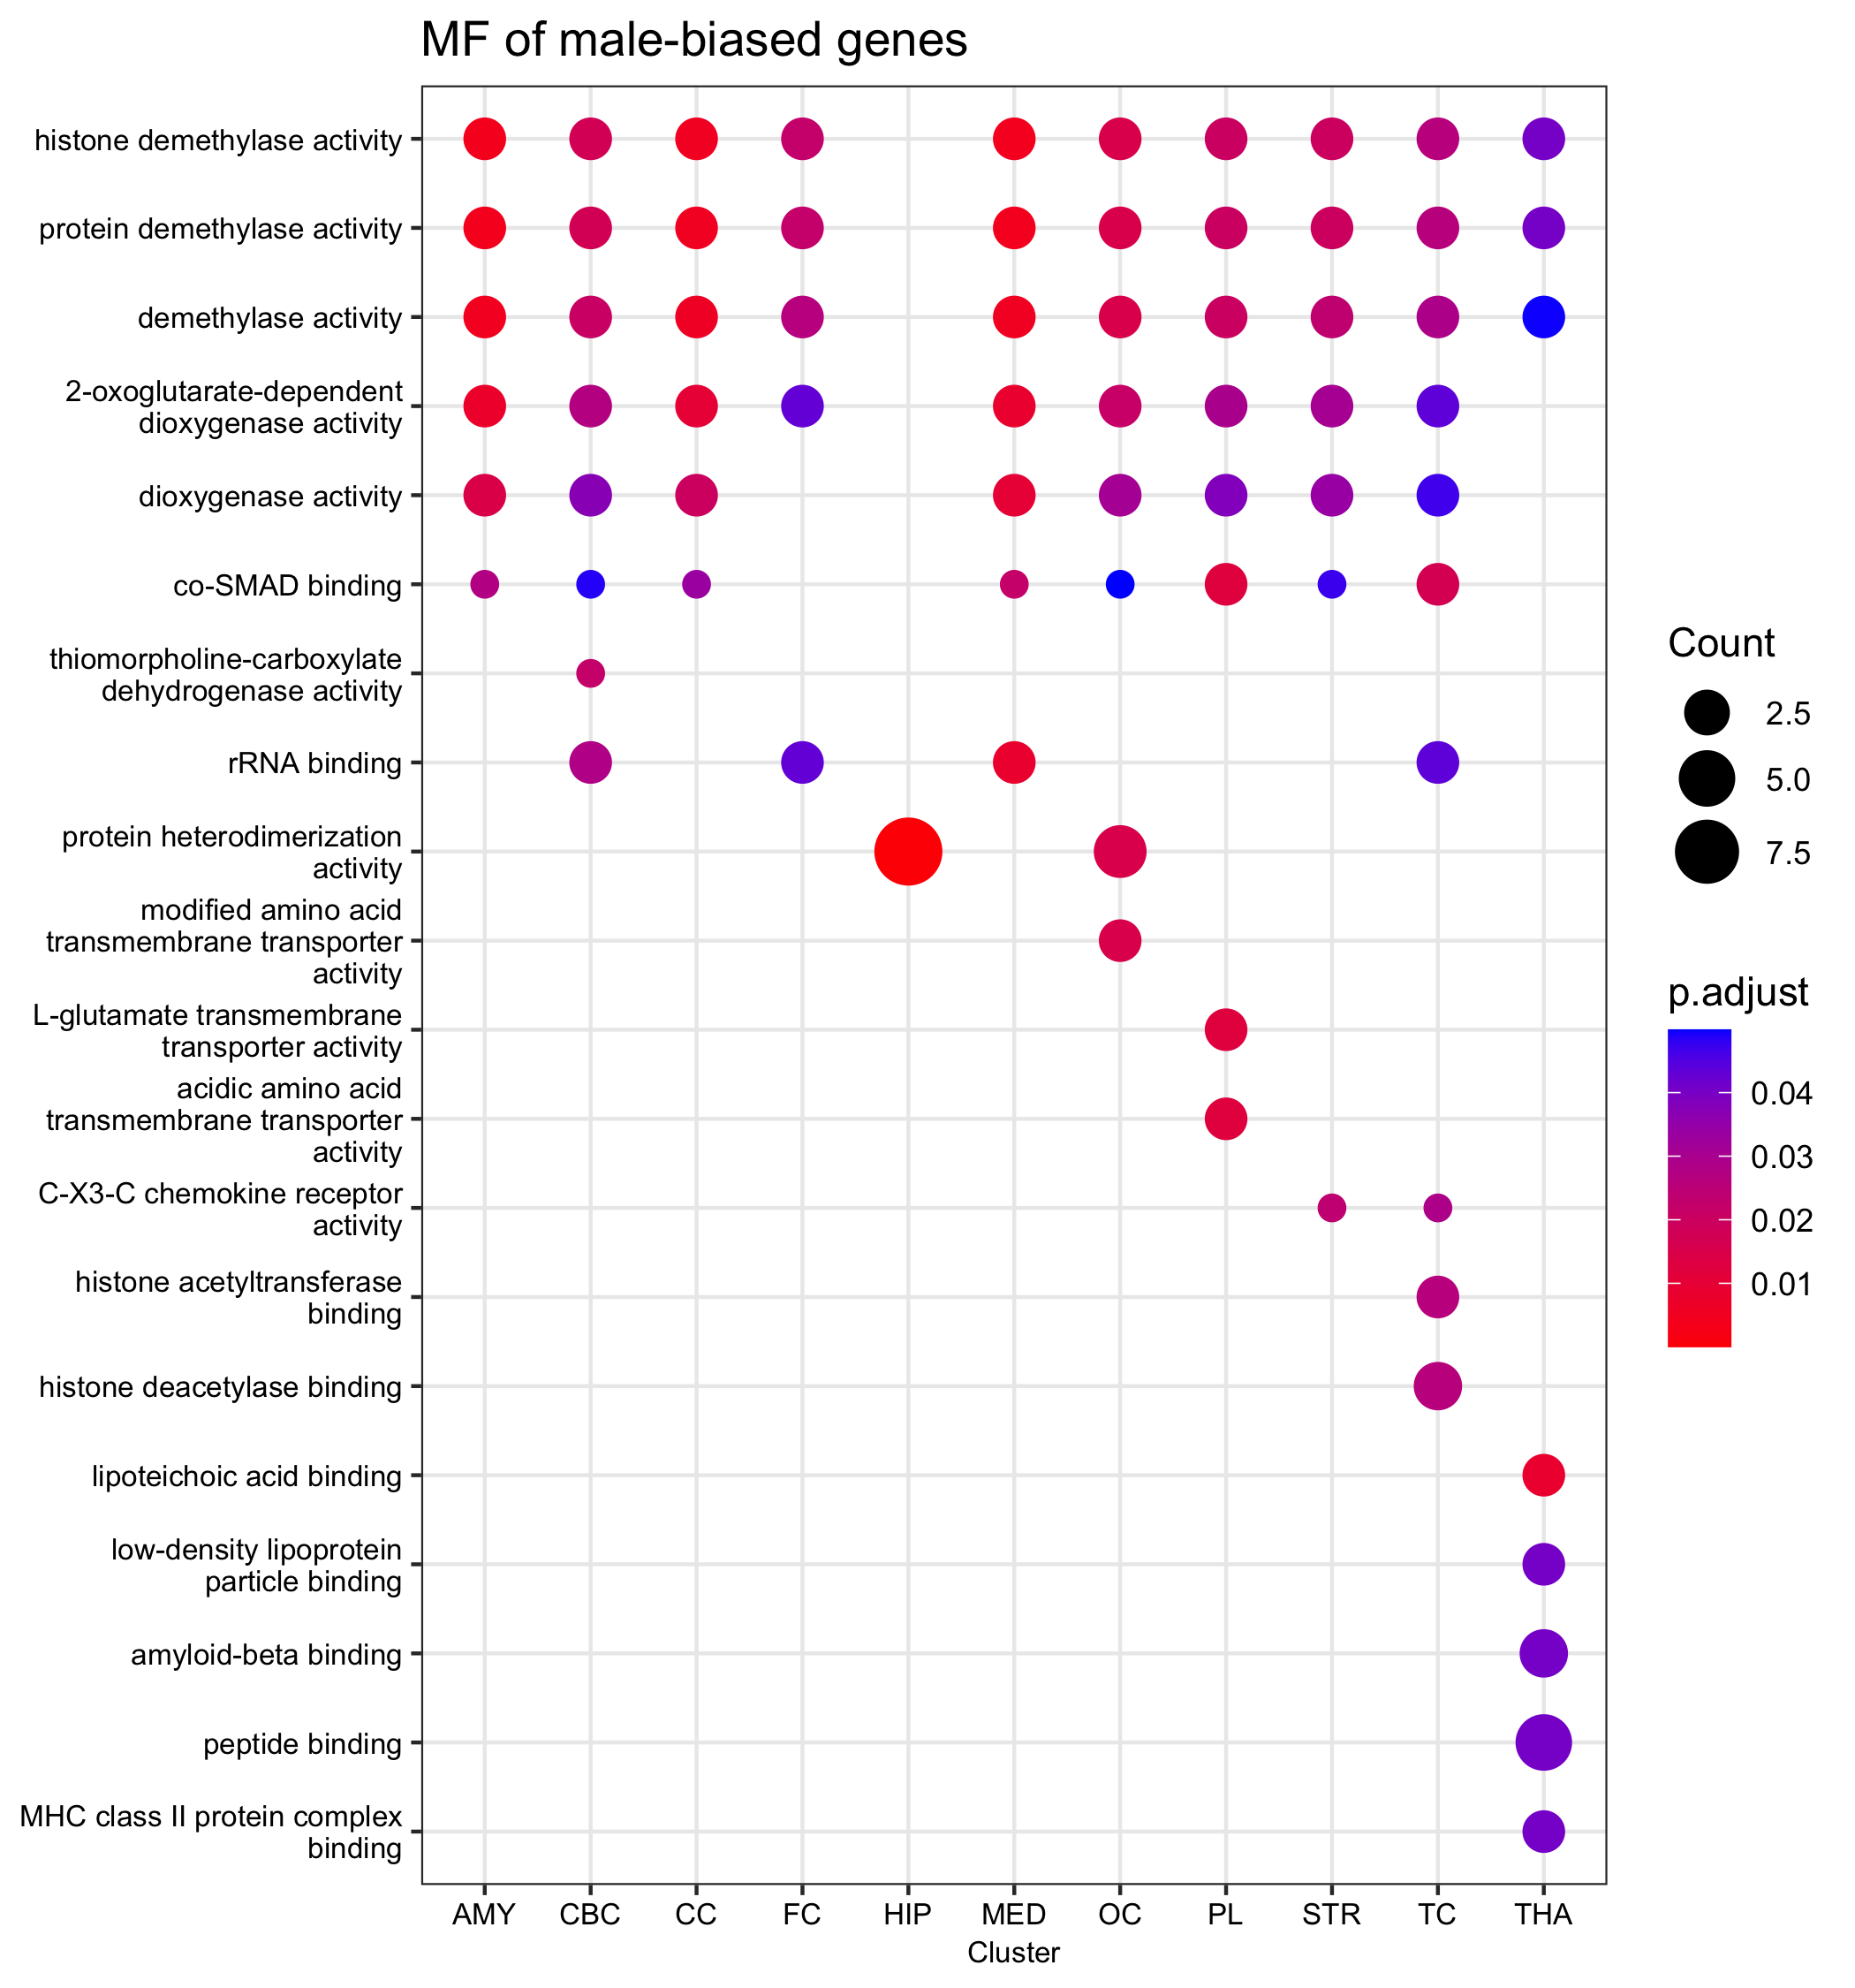 MF of male-biased genes
histone demethylase activity
protein demethylase activity
demethylase activity
2-oxoglutarate-dependent
dioxygenase activity
dioxygenase activity
co-SMAD binding
thiomorpholine-carboxylate
dehydrogenase activity
rRNA binding
protein heterodimerization
activity
modified amino acid
transmembrane transporter
activity
L-glutamate transmembrane
transporter activity
acidic amino acid
transmembrane transporter
activity
C-X3-C chemokine receptor
activity
histone acetyltransferase
binding
histone deacetylase binding
lipoteichoic acid binding
low-density lipoprotein
particle binding
amyloid-beta binding
peptide binding
MHC class II protein complex
binding
AMY CBC CC FC HIP MED OC PL STR TC THA
Cluster
Count
2.5
5.0
7.5
p.adjust
0.04
0.03
0.02
0.01